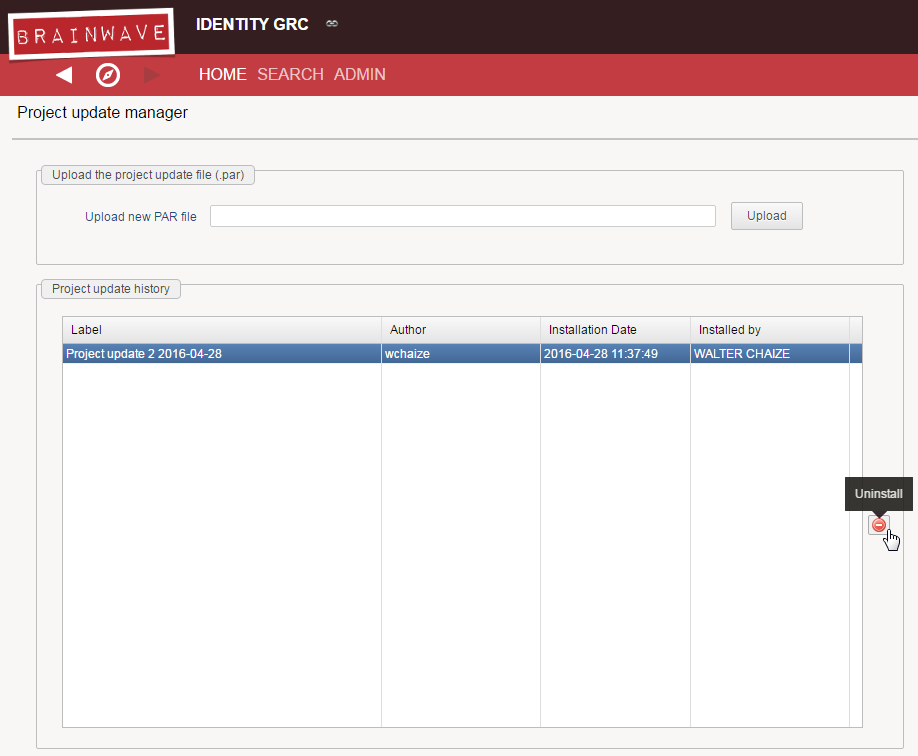 BRAINWAVE
IDENTITY GRC
HOME SEARCH ADMIN
Project update manager
Upload the project update file (.par)
Upload new PAR file
Upload
Project update history
Label Author Installation Date Installed by
Project update 2 2016-04-28 wchaize 2016-04-28 11:37:49 WALTER CHAIZE
Uninstall